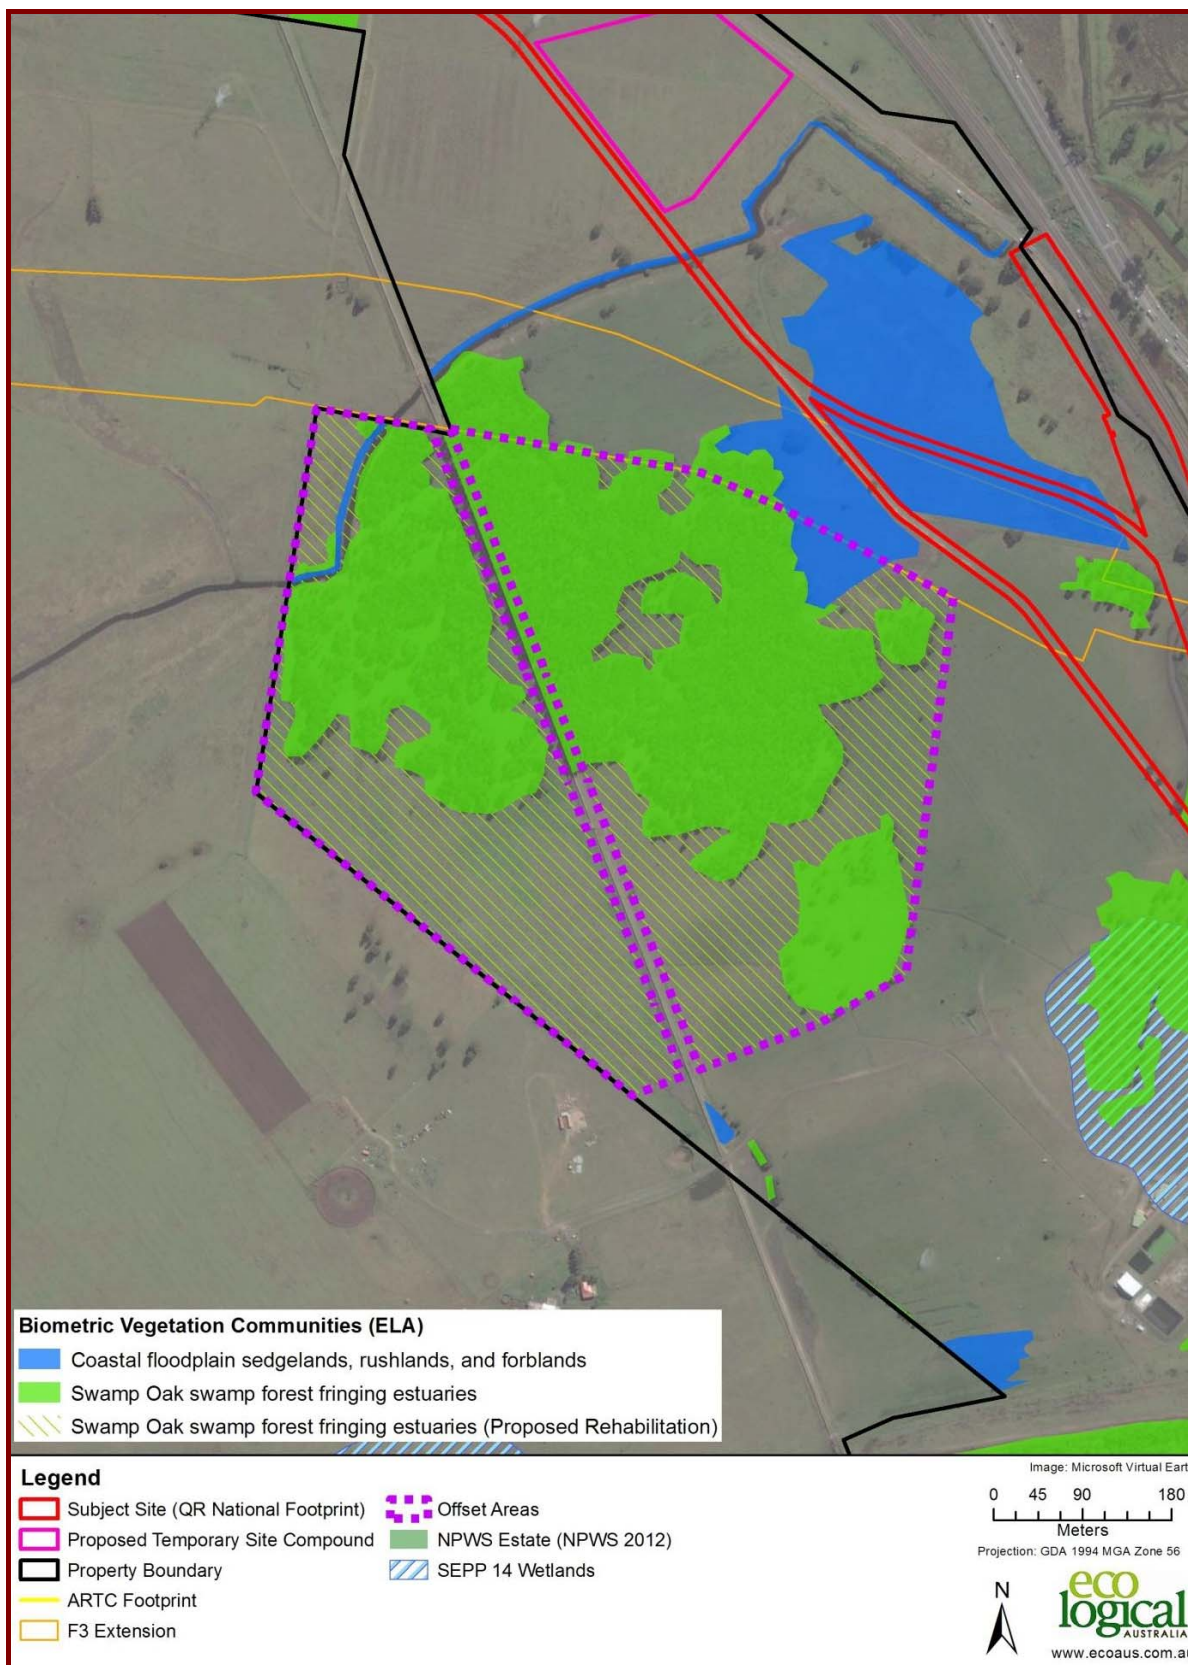 Biometric Vegetation Communities (ELA)
Coastal floodplain sedgelands, rushlands, and forblands
Swamp Oak swamp forest fringing estuaries
Swamp Oak swamp forest fringing estuaries (Proposed Rehabilitation)
Legend
Subject Site (QR National Footprint)
Proposed Temporary Site Compound
Property Boundary
ARTC Footprint
F3 Extension
Offset Areas
NPWS Estate (NPWS 2012)
SEPP 14 Wetlands
Image: Microsoft Virtual Eart
0 45 90 180
Meters
Projection: GDA 1994 MGA Zone 56
N
eco
logical
AUSTRALIA
www.ecoaus.com.au